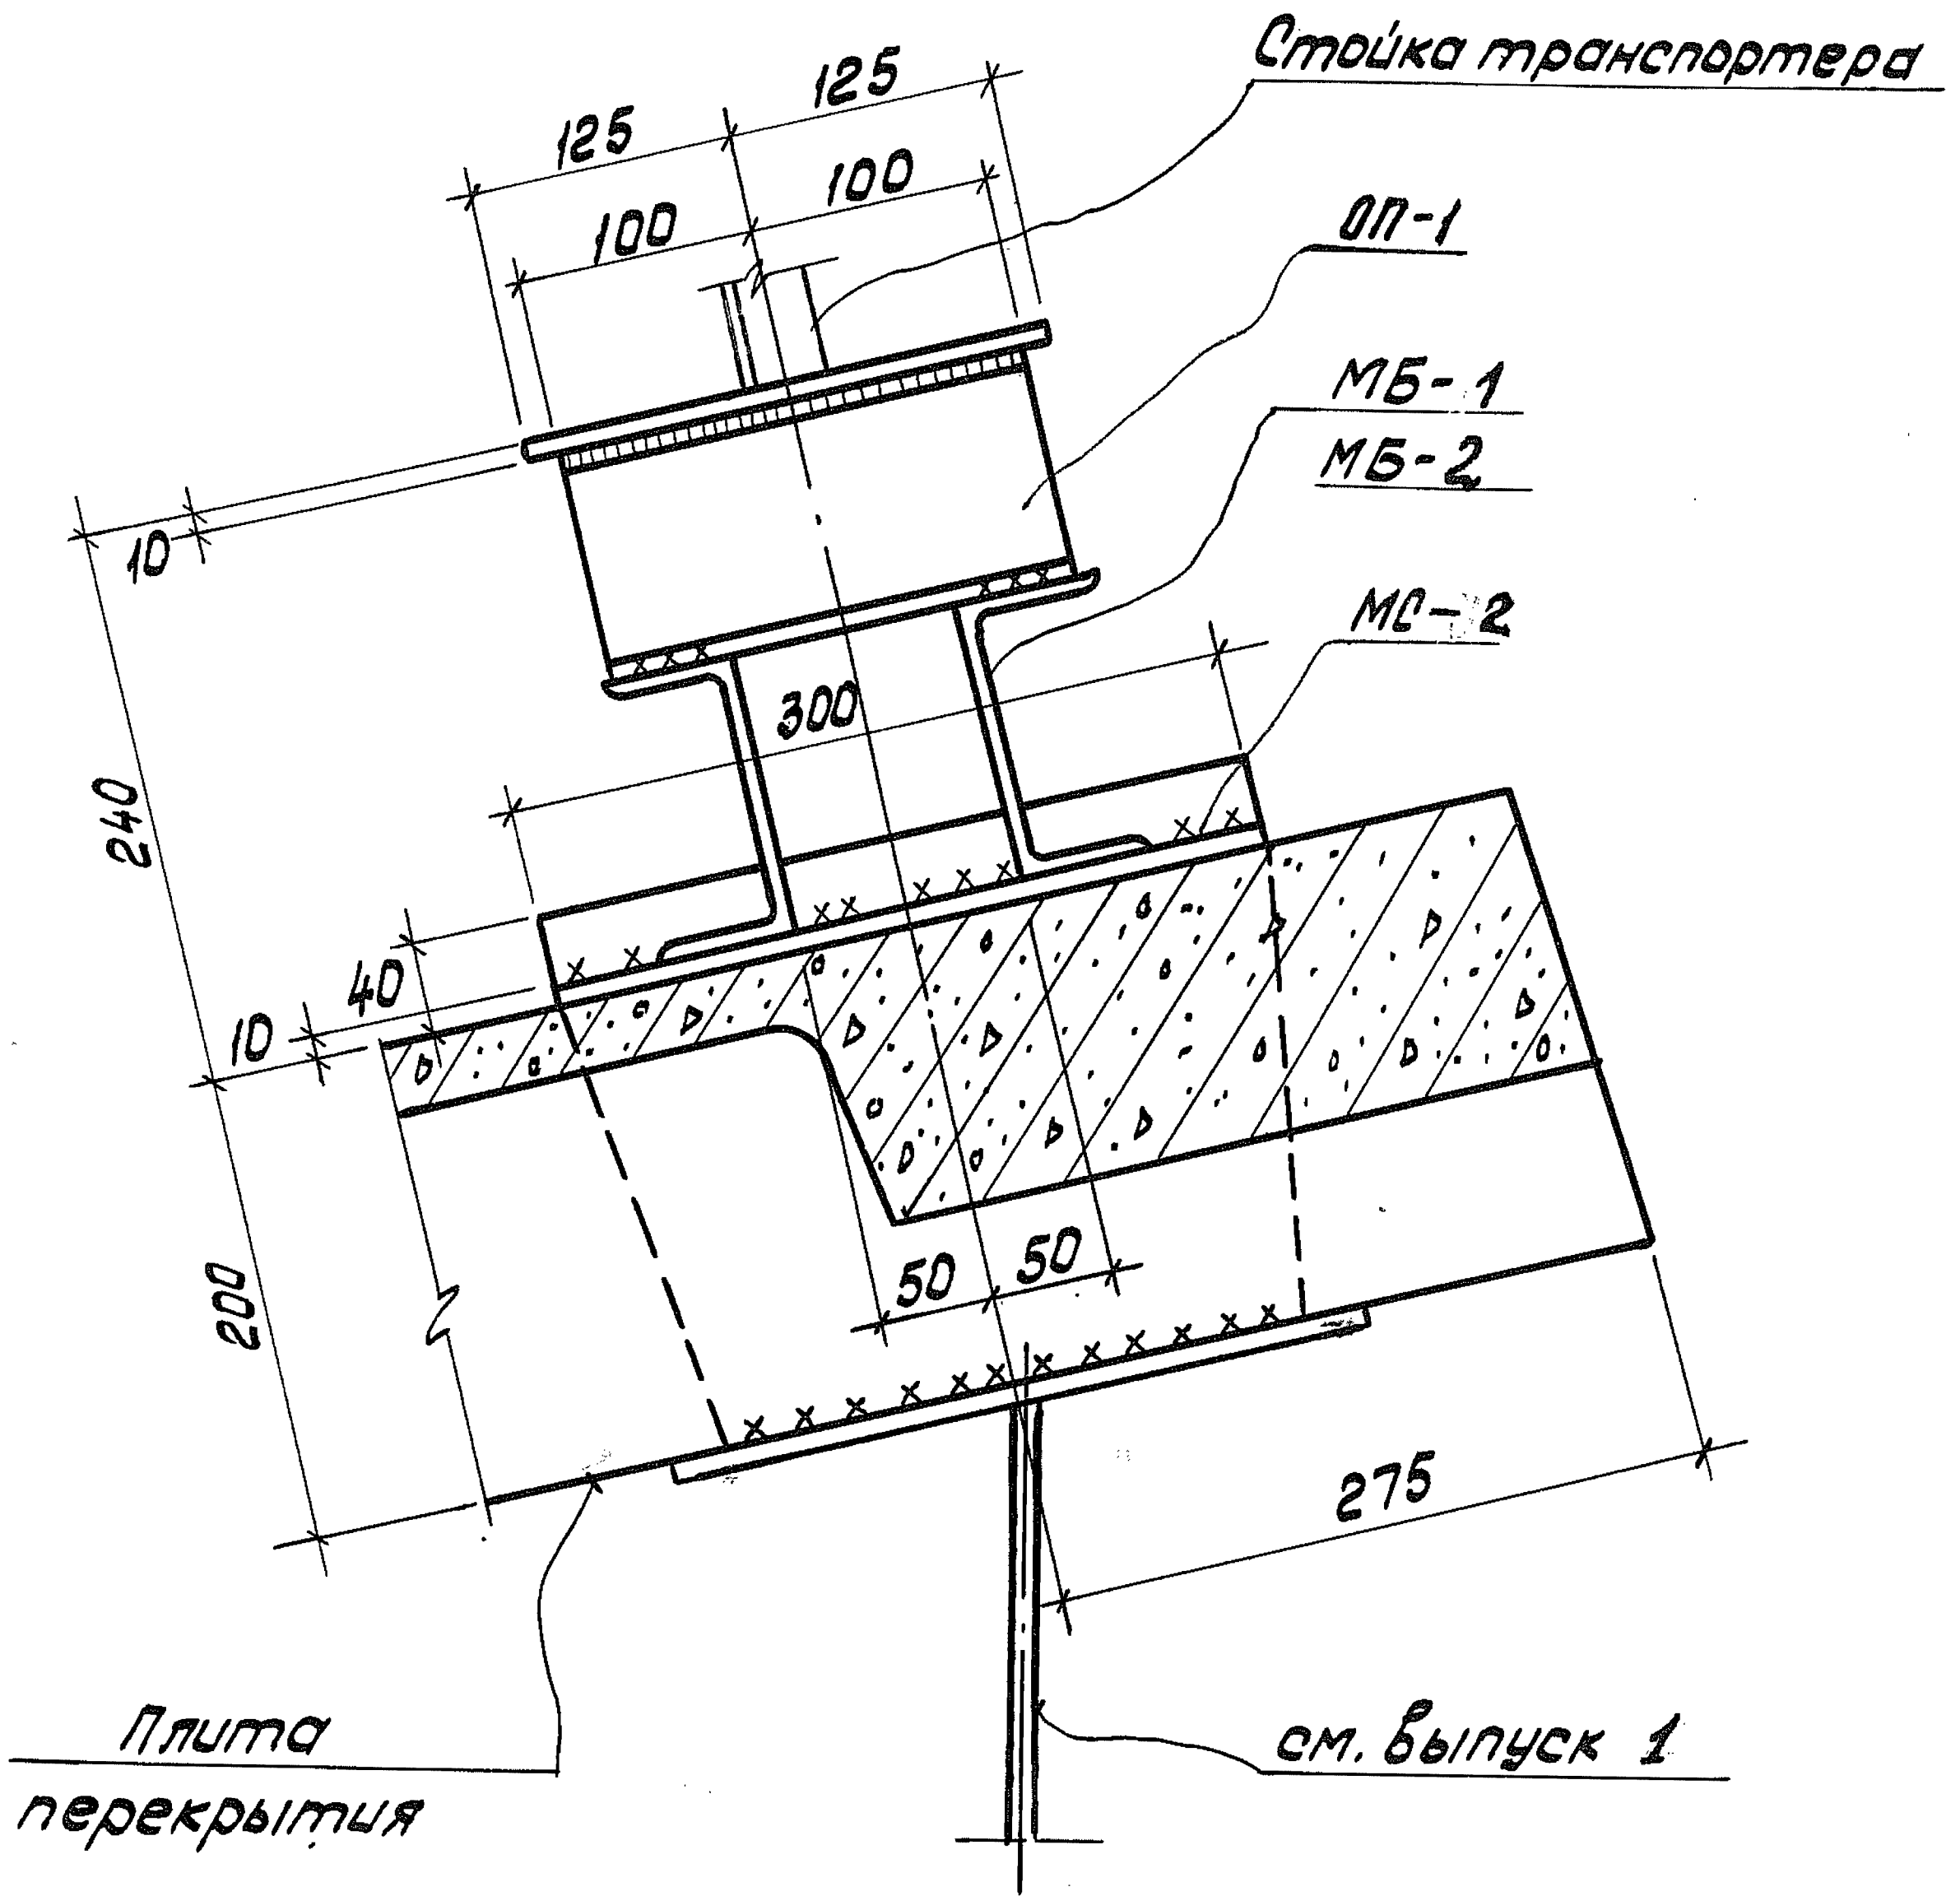 Стойка транспортера
125
125
100
100
ОП-1
МБ-1
МБ-2
10
МС-2
300
240
40
10
50
50
200
275
Плита
перекрытия
см. выпуск 1